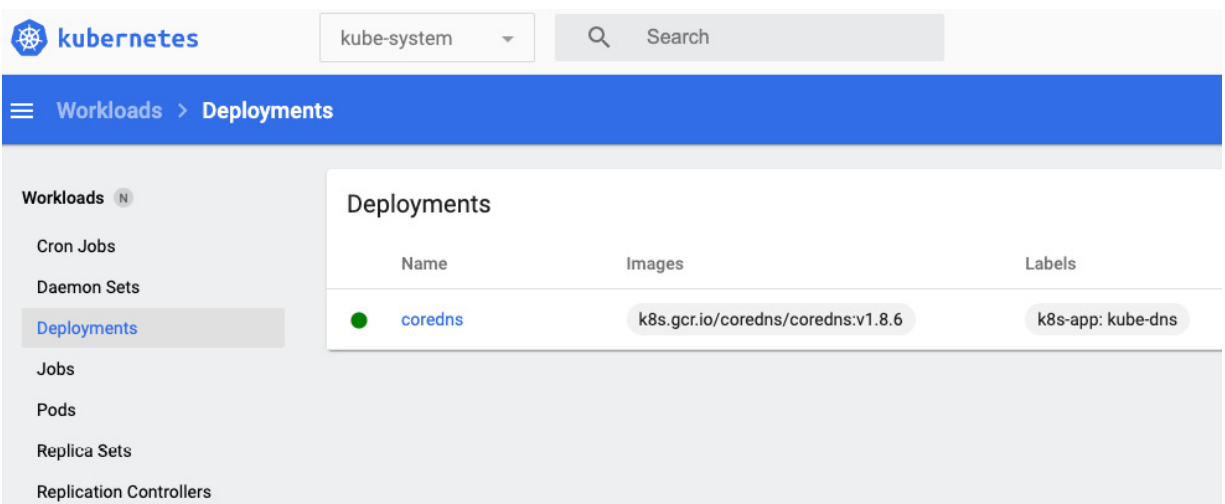 kubernetes kube-system Search
Workloads > Deployments
Workloads N
Cron Jobs
Daemon Sets
Deployments
Jobs
Pods
Replica Sets
Replication Controllers
Deployments
Name Images Labels
coredns k8s.gcr.io/coredns/coredns:v1.8.6 k8s-app: kube-dns